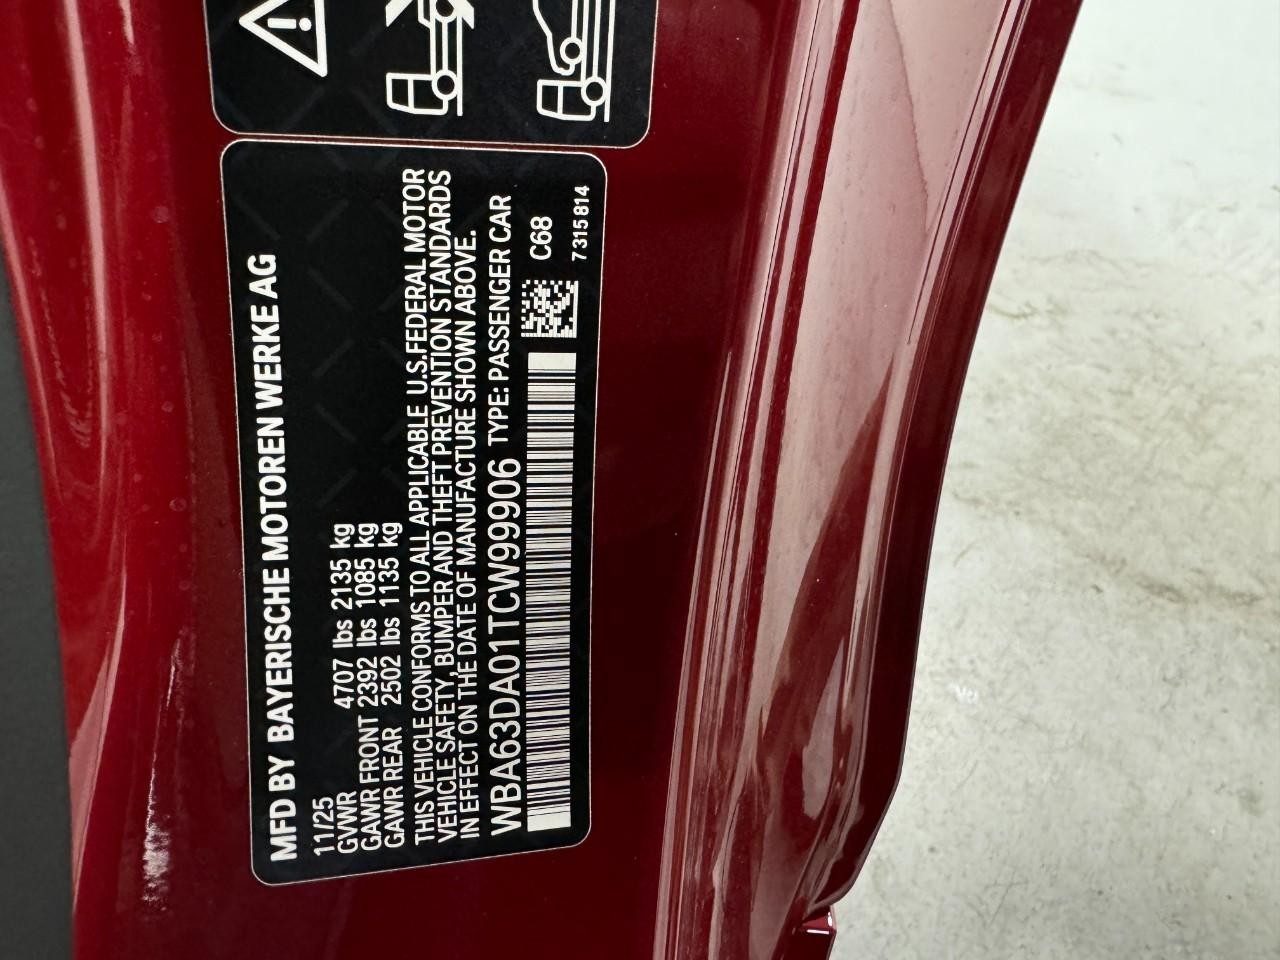 MFD BY BAYERISCHE MOTOREN WERKE AG
11/25
GVWR 4707 lbs 2135 kg
GAWR FRONT 2392 lbs 1085 kg
GAWR REAR 2502 lbs 1135 kg
THIS VEHICLE CONFORMS TO ALL APPLICABLE U.S.FEDERAL MOTOR
VEHICLE SAFETY, BUMPER AND THEFT PREVENTION STANDARDS
IN EFFECT ON THE DATE OF MANUFACTURE SHOWN ABOVE.
WBA63DA01TCW99906 TYPE: PASSENGER CAR
C68
7 315 814